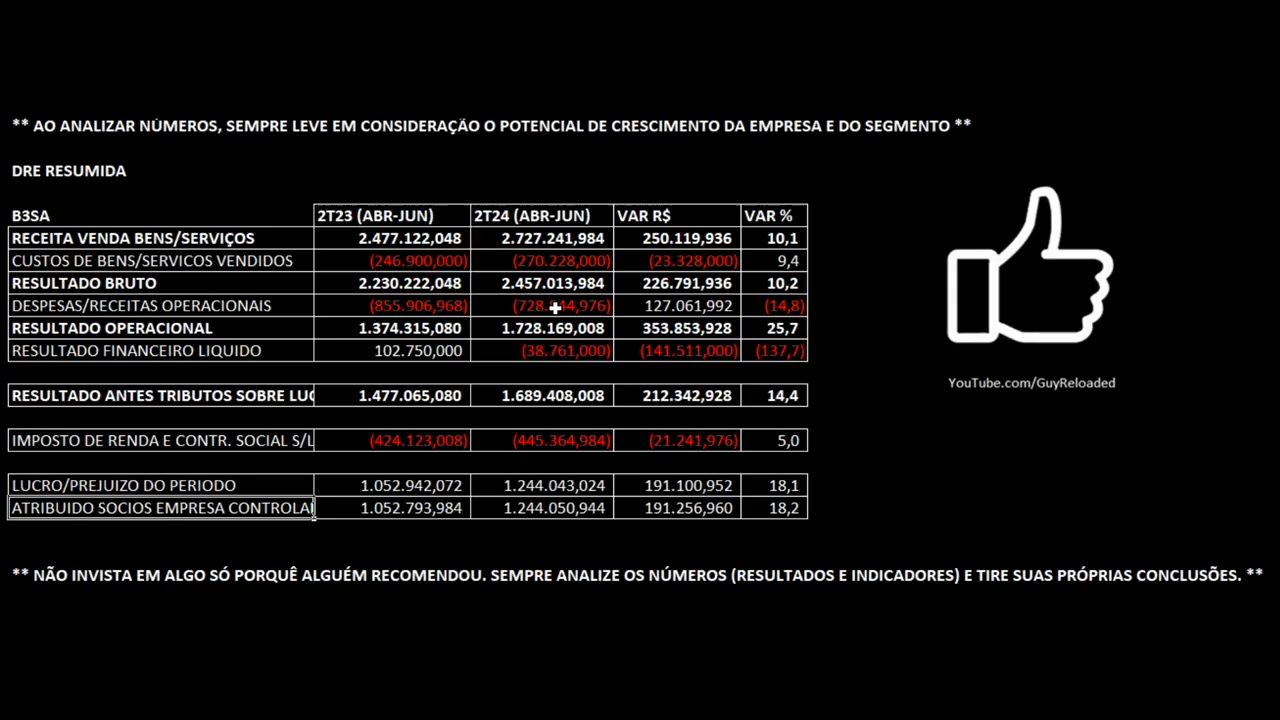 ** AO ANALIZAR NÚMEROS, SEMPRE LEVE EM CONSIDERAÇÃO O POTENCIAL DE CRESCIMENTO DA EMPRESA E DO SEGMENTO **
DRE RESUMIDA
B3SA 2T23 (ABR-JUN) 2T24 (ABR-JUN) VAR R$ VAR %
RECEITA VENDA BENS/SERVIÇOS 2.477.122,048 2.727.241,984 250.119,936 10,1
CUSTOS DE BENS/SERVICOS VENDIDOS (246.900,000) (270.228,000) (23.328,000) 9,4
RESULTADO BRUTO 2.230.222,048 2.457.013,984 226.791,936 10,2
DESPESAS/RECEITAS OPERACIONAIS (855.906,968) 127.061,992 (14,8)
RESULTADO OPERACIONAL 1.374.315,080 1.728.169,008 353.853,928 25,7
RESULTADO FINANCEIRO LIQUIDO 102.750,000 (38.761,000) (141.511,000) (137,7)
RESULTADO ANTES TRIBUTOS SOBRE 1.477.065,080 1.689.408,008 212.342,928 14,4
IMPOSTO DE RENDA E CONTR. SOCIAL S/L 424.123,008) (445.364,984) (21.241,976) 5,0
LUCRO/PREJUIZO DO PERIODO 1.052.942,072 1.244.043,024 191.100,952 18,1
ATRIBUIDO SOCIOS EMPRESA 1.052.793,984 1.244.050,944 191.256,960 18,2
YouTube.com/GuyReloaded
** NÃO INVISTA EM ALGO SÓ PORQUÊ ALGUÉM RECOMENDOU. SEMPRE ANALIZE OS NÚMEROS (RESULTADOS E INDICADORES) E TIRE SUAS PRÓPRIAS CONCLUSÕES. **